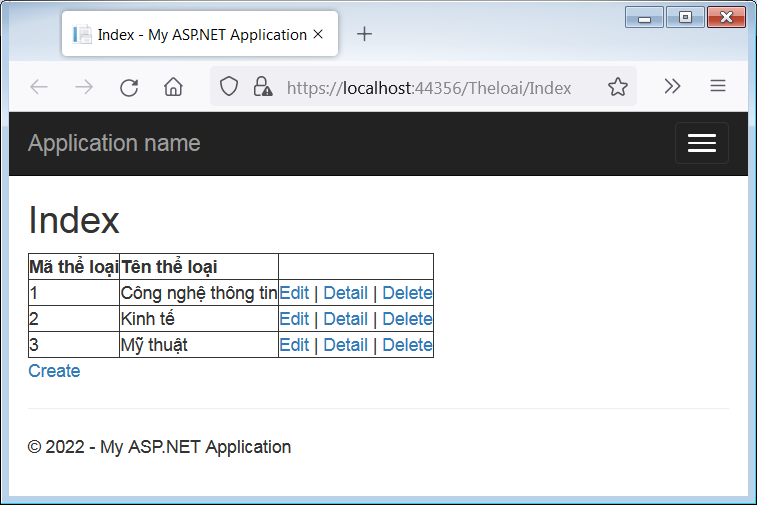 Index - My ASP.NET Application
https://localhost:44356/Theloai/Index
Application name
Index
Mã thể loại Tên thể loại
1 Công nghệ thông tin Edit | Detail | Delete
2 Kinh tế Edit | Detail | Delete
3 Mỹ thuật Edit | Detail | Delete
Create
© 2022 - My ASP.NET Application